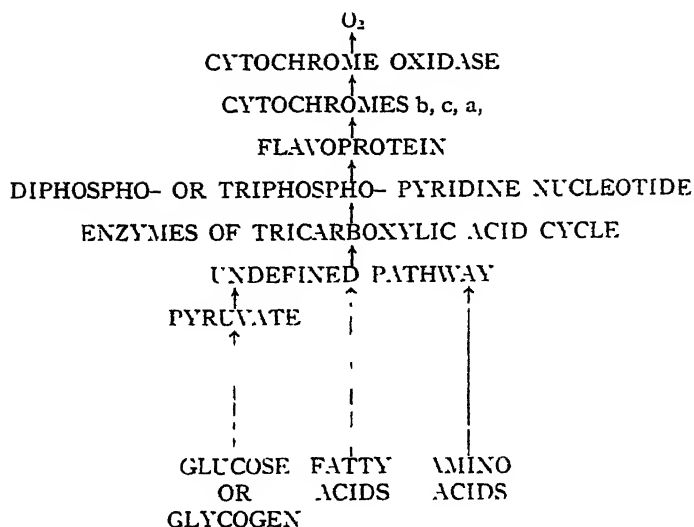 O₂
CYTOCHROME OXIDASE
CYTOCHROMES b, c, a,
FLAVOPROTEIN
DIPHOSPHO- OR TRIPHOSPHO- PYRIDINE NUCLEOTIDE
ENZYMES OF TRICARBOXYLIC ACID CYCLE
UNDEFINED PATHWAY
PYRUVATE
GLUCOSE FATTY AMINO
OR ACIDS ACIDS
GLYCOGEN